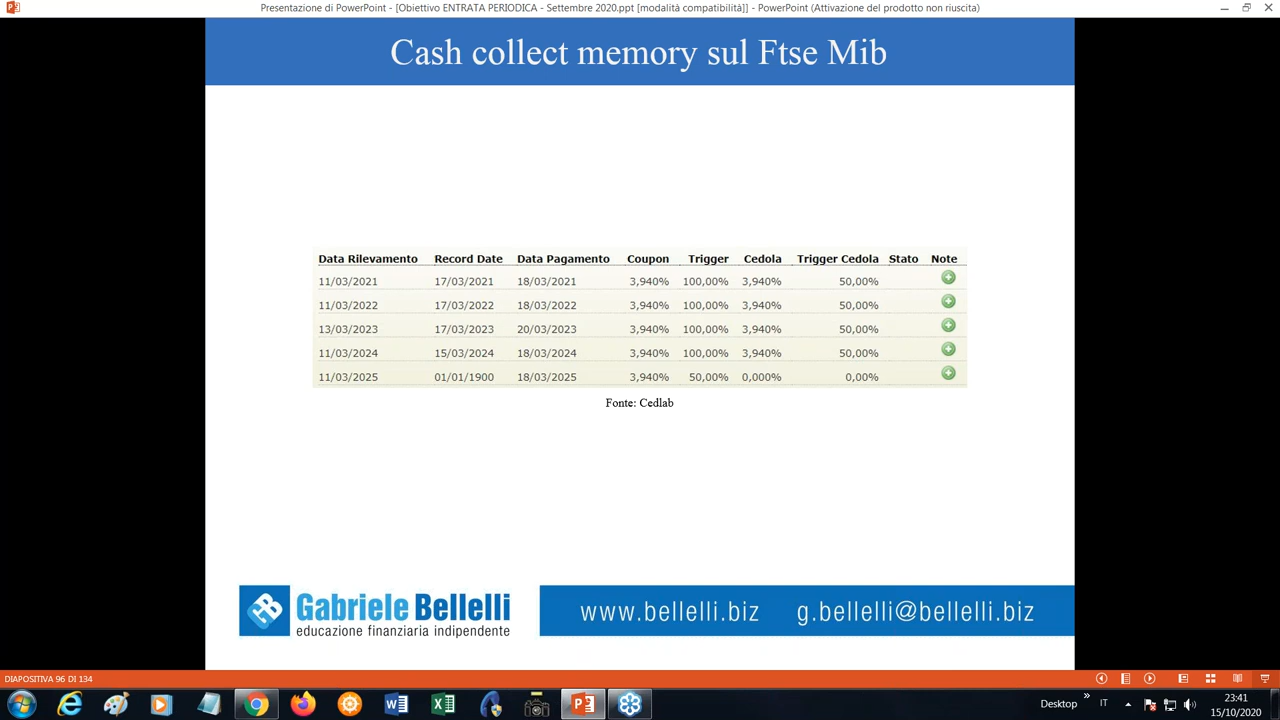 Presentazione di PowerPoint - [Obiettivo ENTRATA PERIODICA - Settembre 2020.ppt [modalità compatibilità]] - PowerPoint (Attivazione del prodotto non riuscita)
Cash collect memory sul Ftse Mib
Data Rilevamento Record Date Data Pagamento Coupon Trigger Cedola Trigger Cedola Stato Note
11/03/2021 17/03/2021 18/03/2021 3,940% 100,00% 3,940% 50,00%
11/03/2022 17/03/2022 18/03/2022 3,940% 100,00% 3,940% 50,00%
13/03/2023 17/03/2023 20/03/2023 3,940% 100,00% 3,940% 50,00%
11/03/2024 15/03/2024 18/03/2024 3,940% 100,00% 3,940% 50,00%
11/03/2025 01/01/1900 18/03/2025 3,940% 50,00% 0,000% 0,00%
Fonte: Cedlab
Gabriele Bellelli
educazione finanziaria indipendente
www.bellelli.biz g.bellelli@bellelli.biz
DIAPOSITIVA 96 DI 134
Desktop IT 23:41
15/10/2020